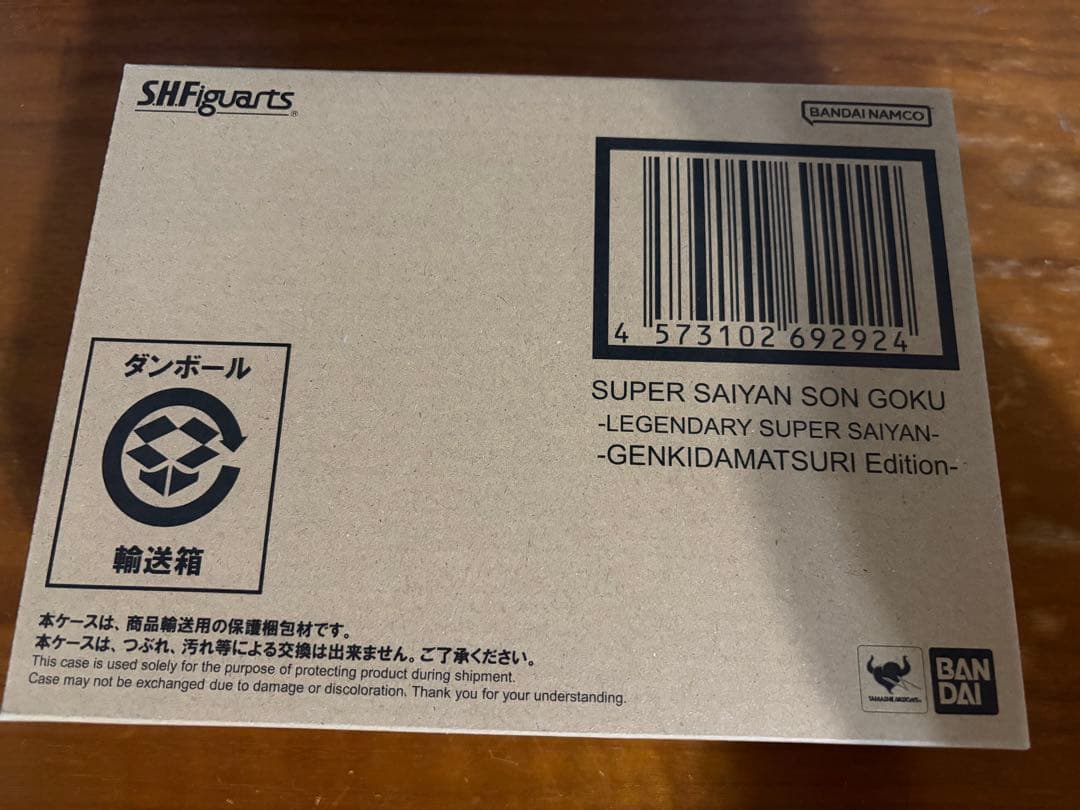 S.H.Figuarts®
BANDAI NAMCO
4 573102 692924
SUPER SAIYAN SON GOKU
-LEGENDARY SUPER SAIYAN-
-GENKIDAMATSURI Edition-
ダンボール
輸送箱
本ケースは、商品輸送用の保護梱包材です。
本ケースは、つぶれ、汚れ等による交換は出来ません。ご了承ください。
This case is used solely for the purpose of protecting product during shipment.
Case may not be exchanged due to damage or discoloration. Thank you for your understanding.
TAMASHII NATIONS
BAN
DAI